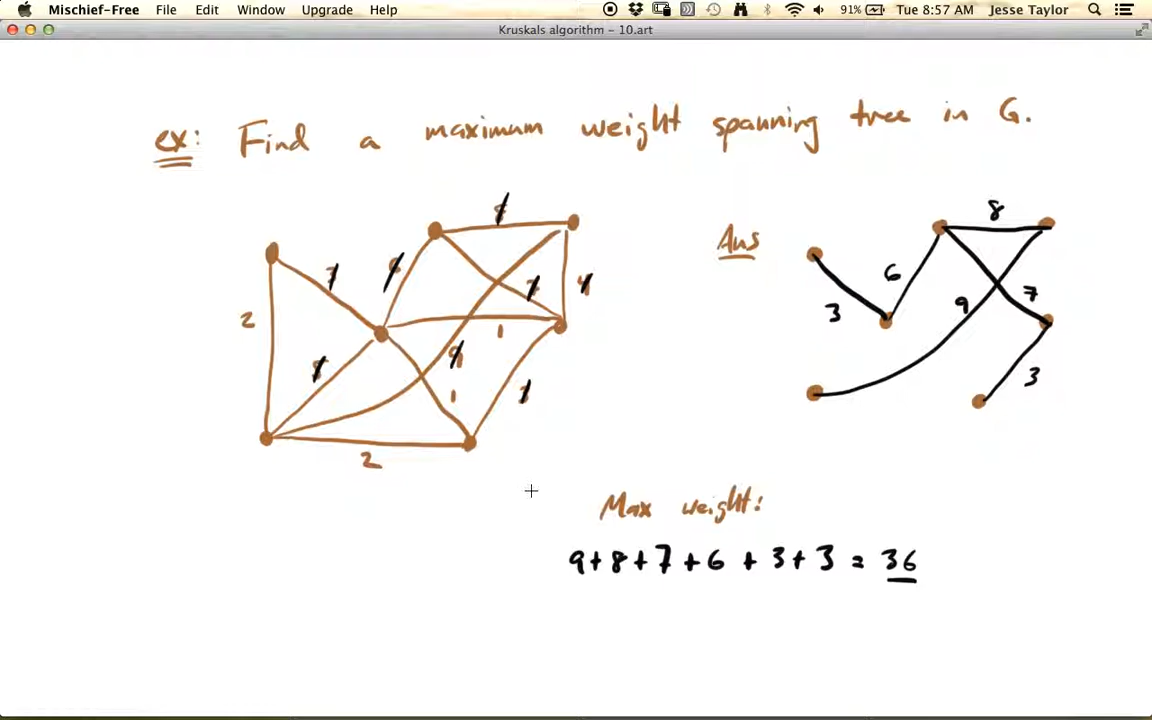 Mischief-Free File Edit Window Upgrade Help 91% Tue 8:57 AM Jesse Taylor
Kruskals algorithm - 10.art
ex: Find a maximum weight spanning tree in G.
2
1
1
2
Ans
3
6
8
9
7
3
Max weight:
9+8+7+6+3+3=36